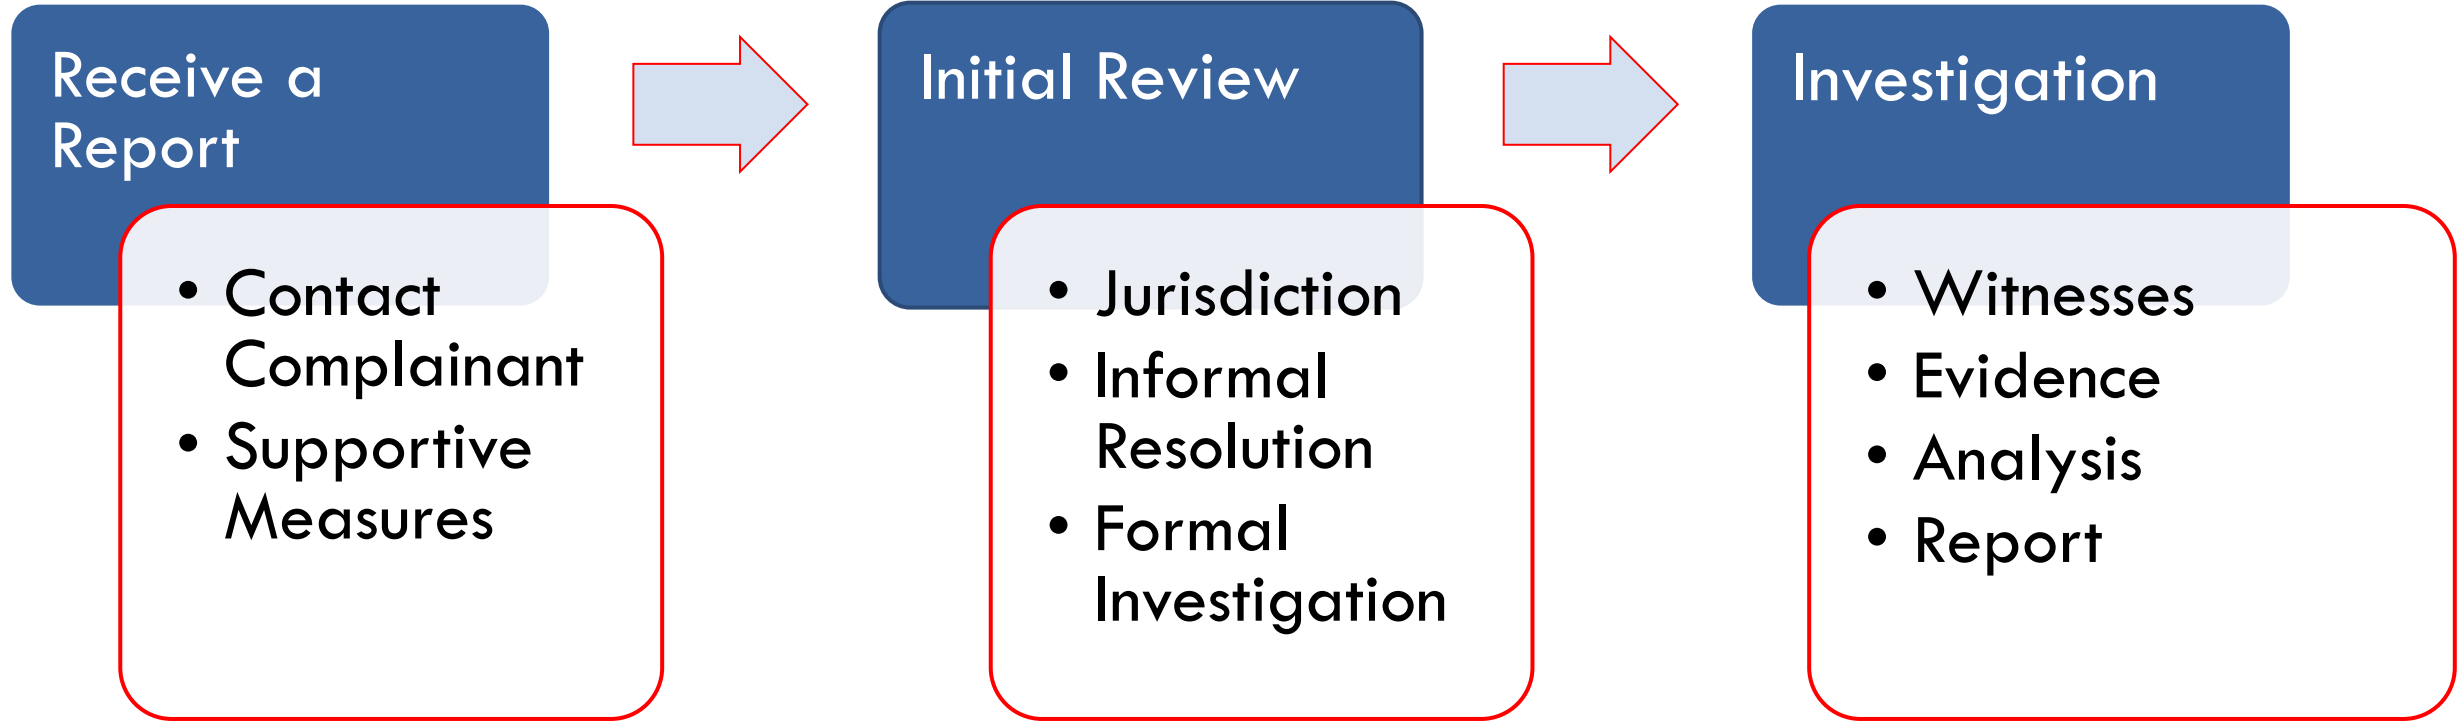 Receive a
Report
• Contact
Complainant
• Supportive
Measures
Initial Review
• Jurisdiction
• Informal
Resolution
• Formal
Investigation
Investigation
• Witnesses
• Evidence
• Analysis
• Report